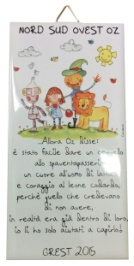 NORD SUD OVEST OZ
Allora Oz disse:
è stato facile dare un cervello
allo spaventapasseri,
un cuore all'omo di latta
e coraggio al leone codardo,
perché quello che credevano
di non avere,
in realtà era già dentro di loro,
io li ho solo aiutati a capirlo!
CREST 2015